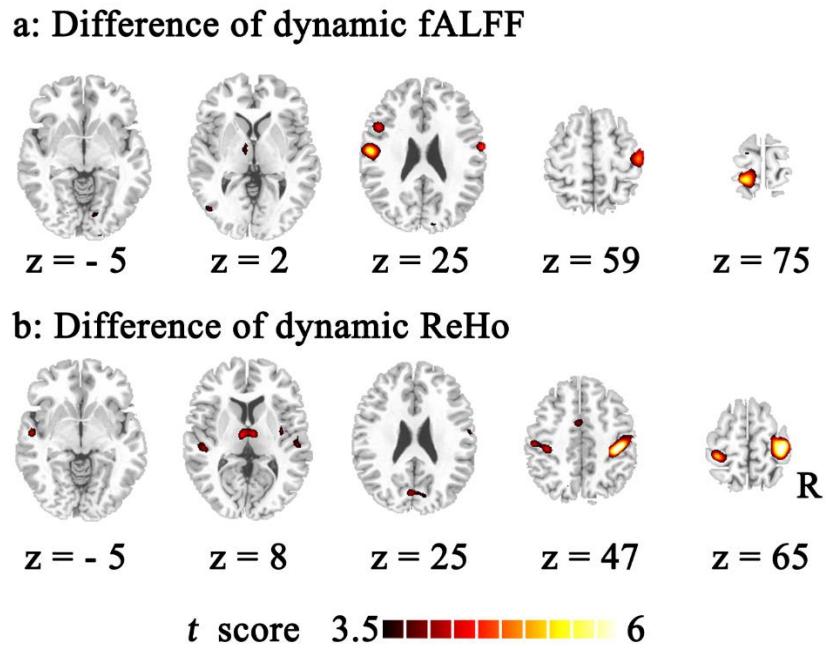 a: Difference of dynamic fALFF
z = - 5 z = 2 z = 25 z = 59 z = 75
b: Difference of dynamic ReHo
R
z = - 5 z = 8 z = 25 z = 47 z = 65
t score 3.5 6